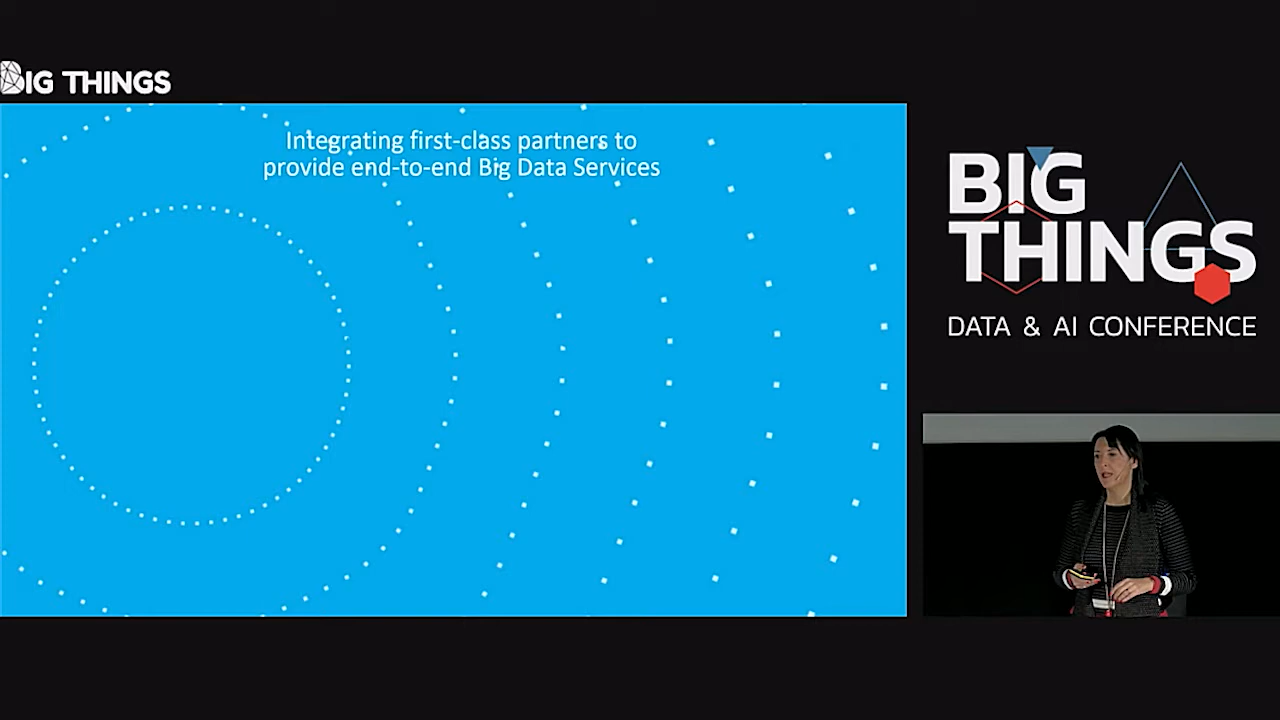 BIG THINGS
Integrating first-class partners to
provide end-to-end Big Data Services
BIG
THINGS
DATA & AI CONFERENCE